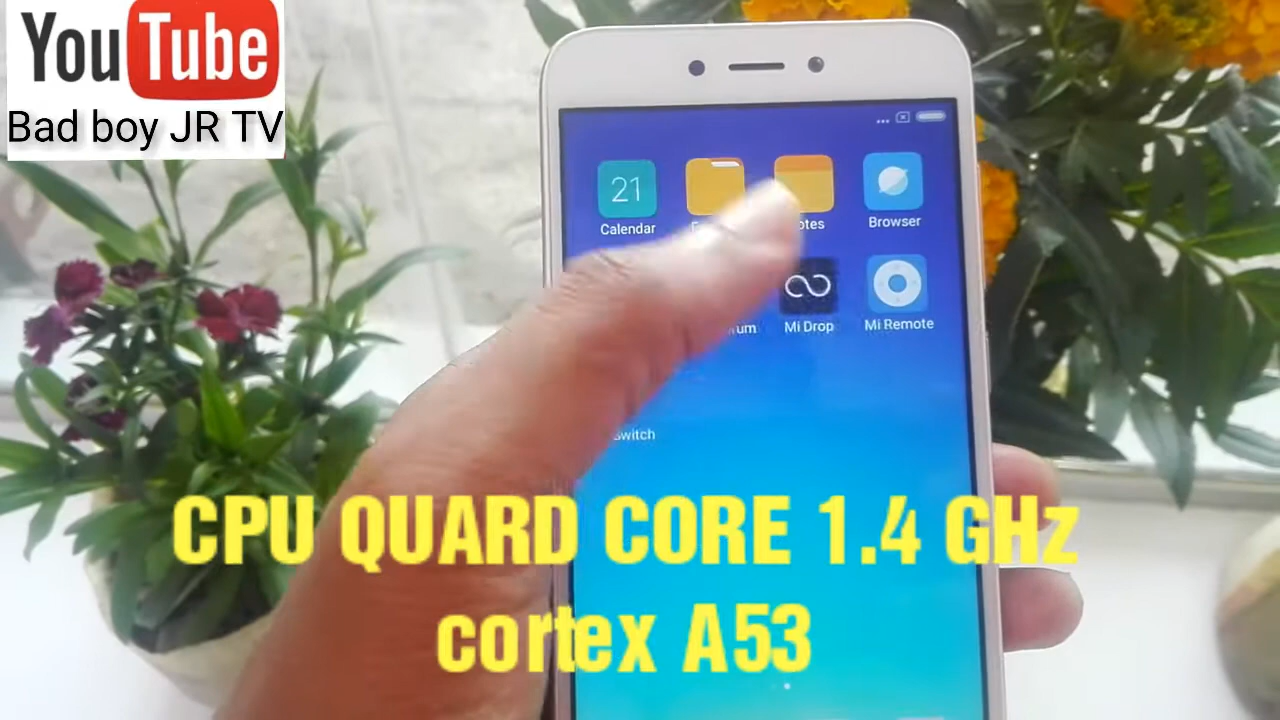 YouTube
Bad boy JR TV
21
Calendar
Browser
Mi Drop
Mi Remote
CPU QUARD CORE 1.4 GHz
cortex A53